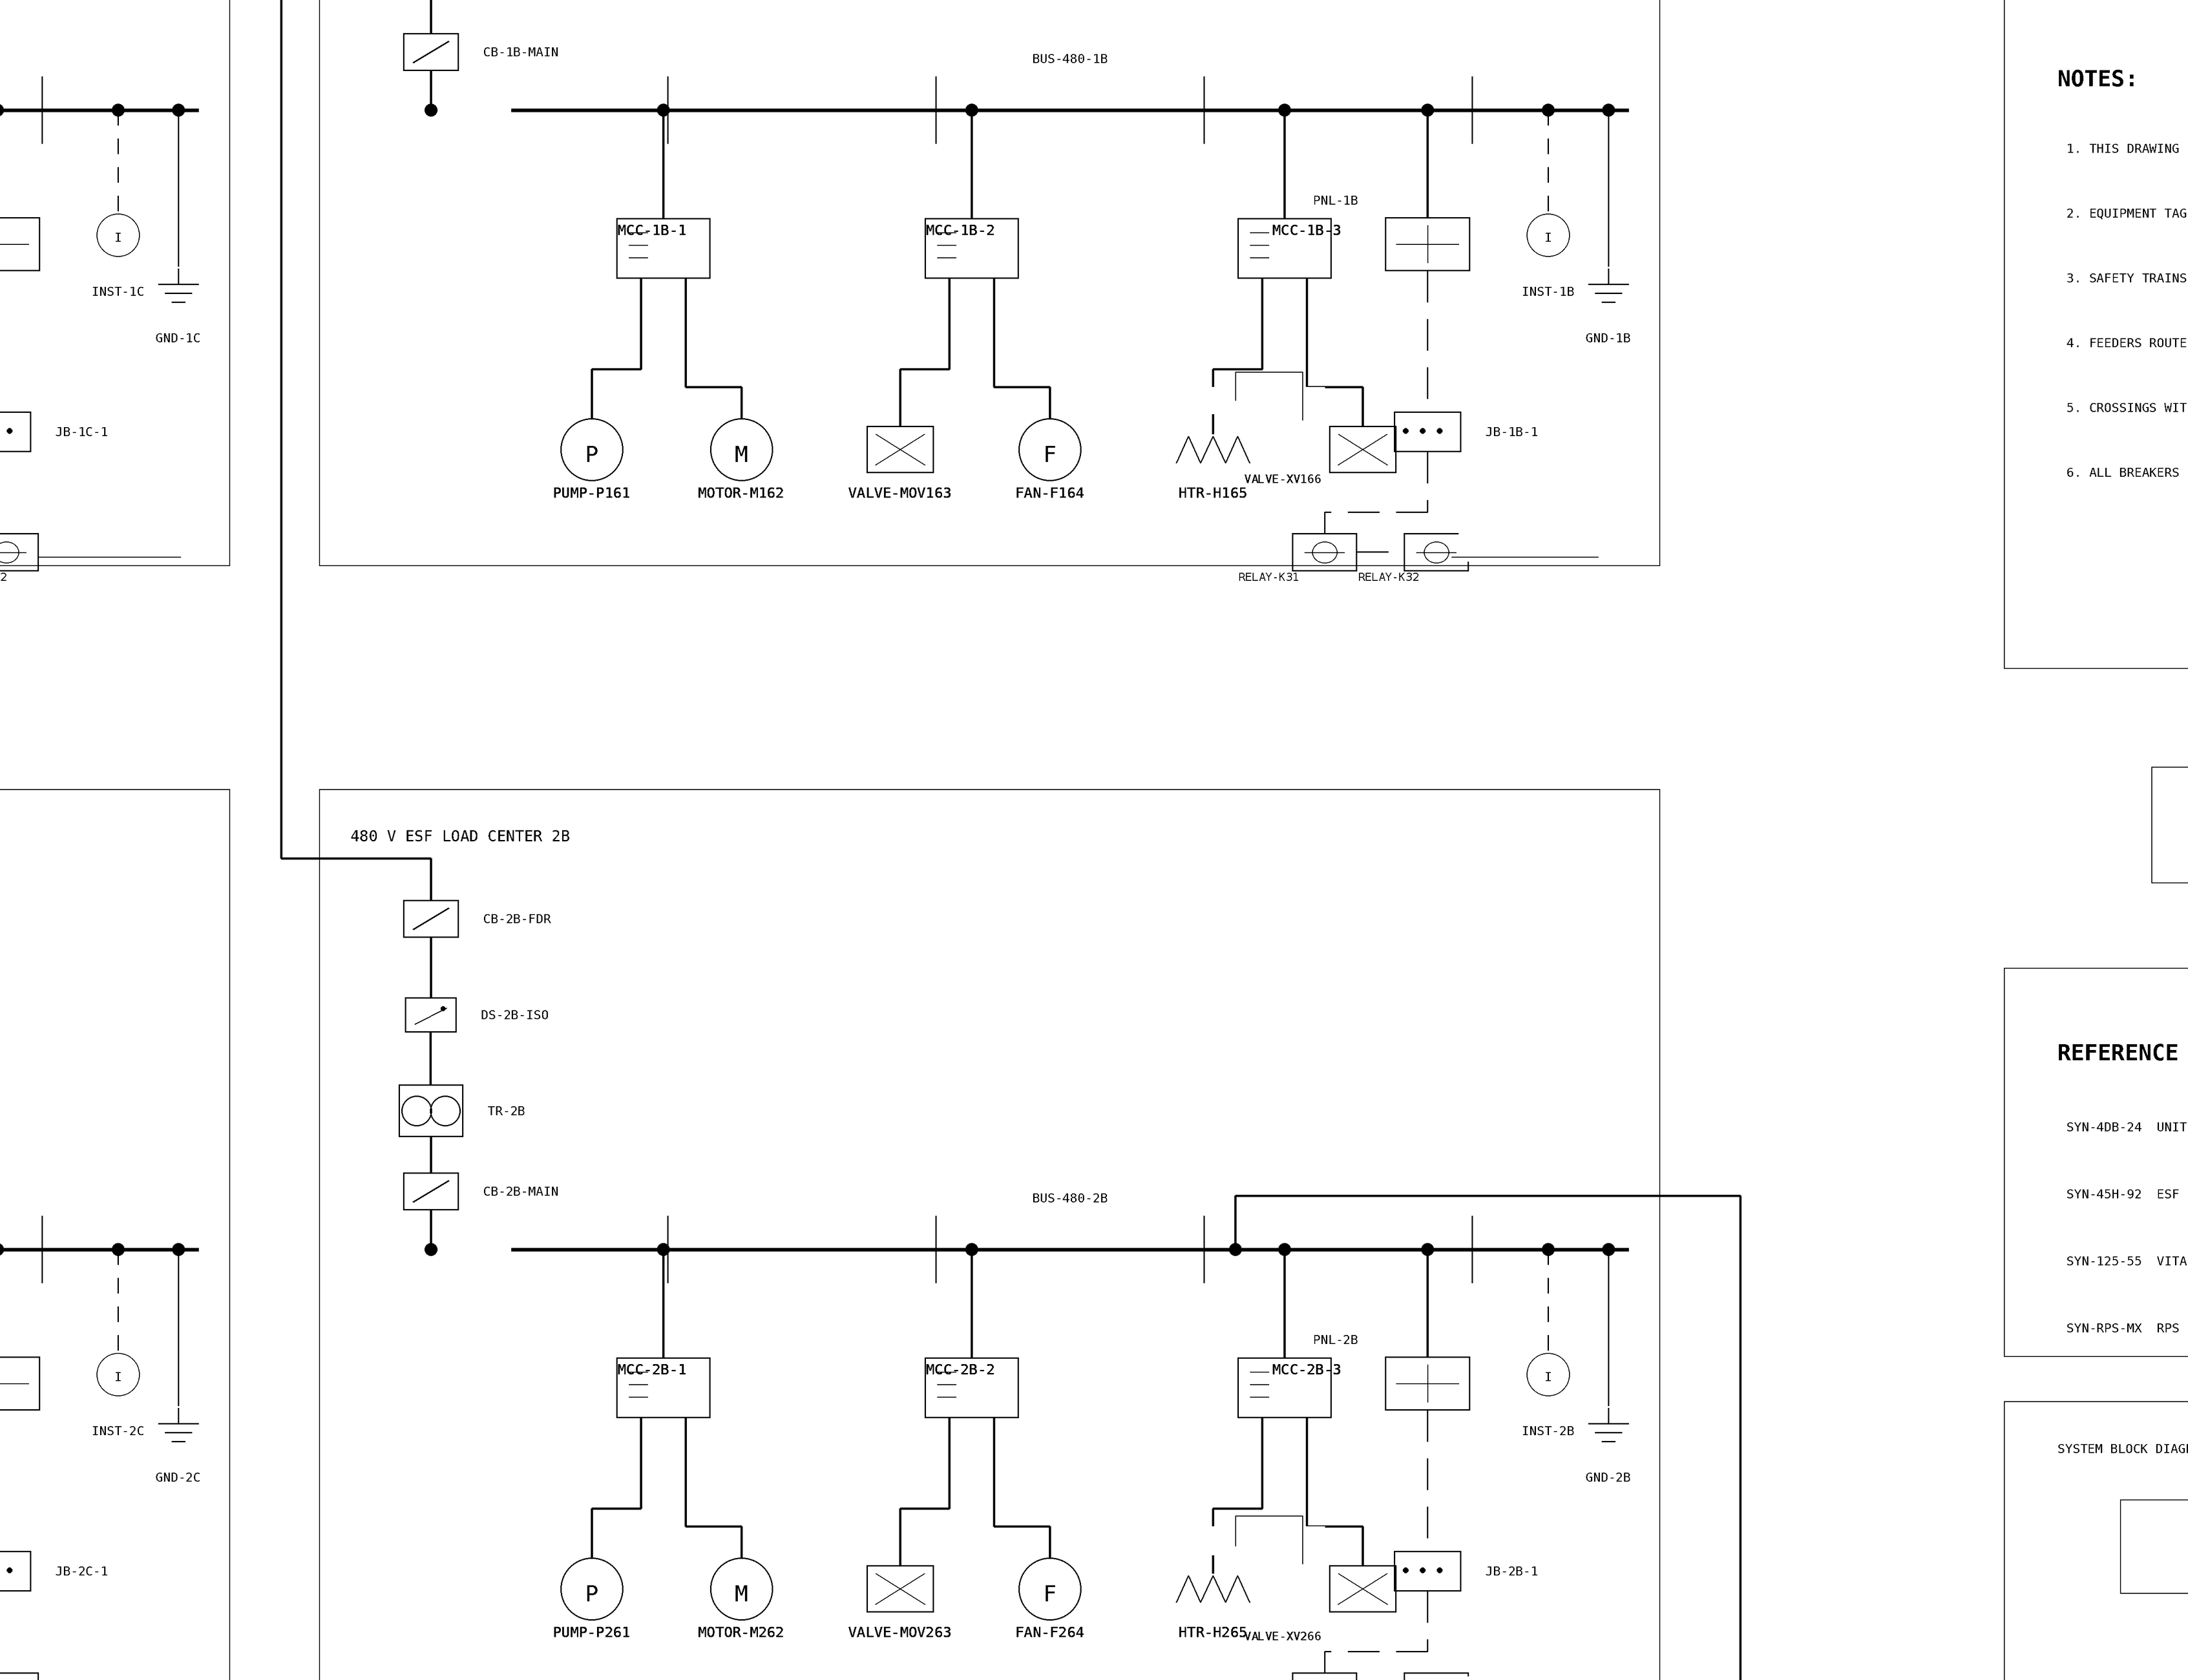 CB-1B-MAIN
BUS-480-1B
PNL-1B
MCC-1B-1
MCC-1B-2
MCC-1B-3
I
INST-1C
GND-1C
I
INST-1B
GND-1B
JB-1C-1
P
M
F
JB-1B-1
PUMP-P161
MOTOR-M162
VALVE-MOV163
FAN-F164
HTR-H165
VALVE-XV166
2
RELAY-K31
RELAY-K32
480 V ESF LOAD CENTER 2B
CB-2B-FDR
DS-2B-ISO
TR-2B
CB-2B-MAIN
BUS-480-2B
PNL-2B
MCC-2B-1
MCC-2B-2
MCC-2B-3
I
INST-2C
GND-2C
I
INST-2B
GND-2B
JB-2C-1
P
M
F
JB-2B-1
PUMP-P261
MOTOR-M262
VALVE-MOV263
FAN-F264
HTR-H265
VALVE-XV266
NOTES:
1. THIS DRAWING
2. EQUIPMENT TAG
3. SAFETY TRAINS
4. FEEDERS ROUTE
5. CROSSINGS WIT
6. ALL BREAKERS
REFERENCE
SYN-4DB-24 UNIT
SYN-45H-92 ESF
SYN-125-55 VITA
SYN-RPS-MX RPS
SYSTEM BLOCK DIAG